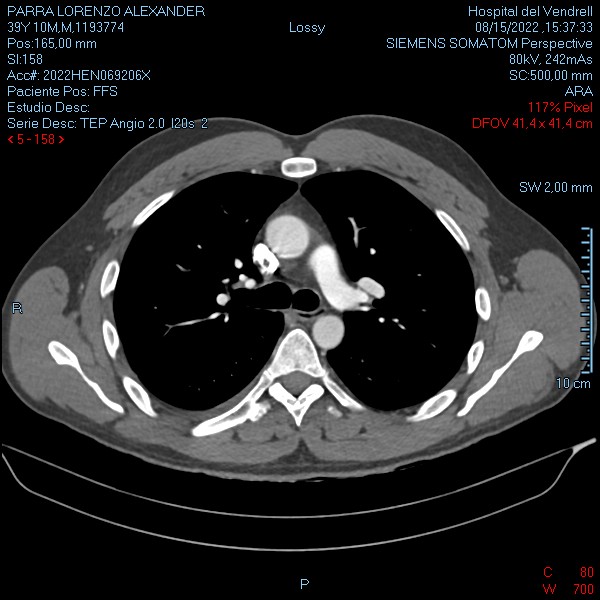 PARRA LORENZO ALEXANDER
39Y 10M,M,1193774
Pos:165,00 mm
SI:158
Acc#: 2022HEN069206X
Paciente Pos: FFS
Estudio Desc:
Serie Desc: TEP Angio 2.0 I20s 2
< 5 - 158 >
Lossy
Hospital del Vendrell
08/15/2022 ,15:37:33
SIEMENS SOMATOM Perspective
80kV, 242mAs
SC:500,00 mm
ARA
117% Pixel
DFOV 41,4 x 41,4 cm
SW 2,00 mm
R
10 cm
P
C 80
W 700